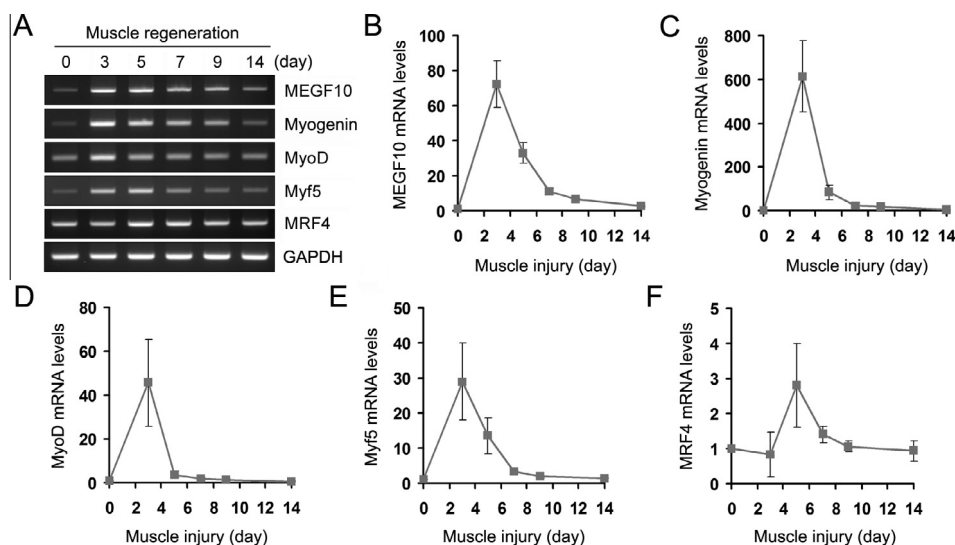 A
Muscle regeneration
0 3 5 7 9 14 (day)
MEGF10
Myogenin
MyoD
Myf5
MRF4
GAPDH
B
MEGF10 mRNA levels
100
80
60
40
20
0
0 2 4 6 8 10 12 14
Muscle injury (day)
C
Myogenin mRNA levels
800
600
400
200
0
0 2 4 6 8 10 12 14
Muscle injury (day)
D
MyoD mRNA levels
80
60
40
20
0
0 2 4 6 8 10 12 14
Muscle injury (day)
E
Myf5 mRNA levels
50
40
30
20
10
0
0 2 4 6 8 10 12 14
Muscle injury (day)
F
MRF4 mRNA levels
5
4
3
2
1
0
0 2 4 6 8 10 12 14
Muscle injury (day)